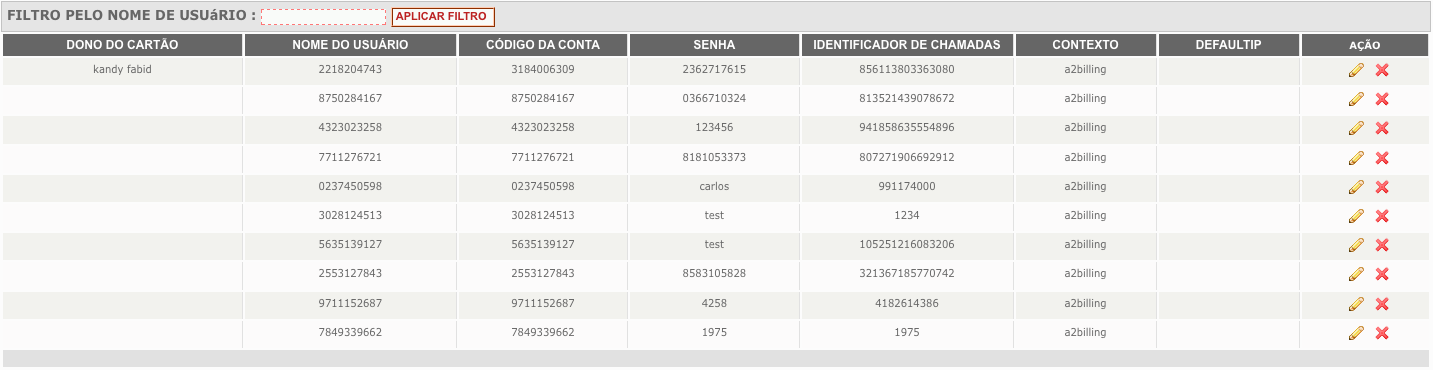 FILTRO PELO NOME DE USUáRIO : APLICAR FILTRO
DONO DO CARTÃO NOME DO USUÁRIO CÓDIGO DA CONTA SENHA IDENTIFICADOR DE CHAMADAS CONTEXTO DEFAULTIP AÇÃO
kandy fabid 2218204743 3184006309 2362717615 856113803363080 a2billing
8750284167 8750284167 0366710324 813521439078672 a2billing
4323023258 4323023258 123456 941858635554896 a2billing
7711276721 7711276721 8181053373 807271906692912 a2billing
0237450598 0237450598 carlos 991174000 a2billing
3028124513 3028124513 test 1234 a2billing
5635139127 5635139127 test 105251216083206 a2billing
2553127843 2553127843 8583105828 321367185770742 a2billing
9711152687 9711152687 4258 4182614386 a2billing
7849339662 7849339662 1975 1975 a2billing